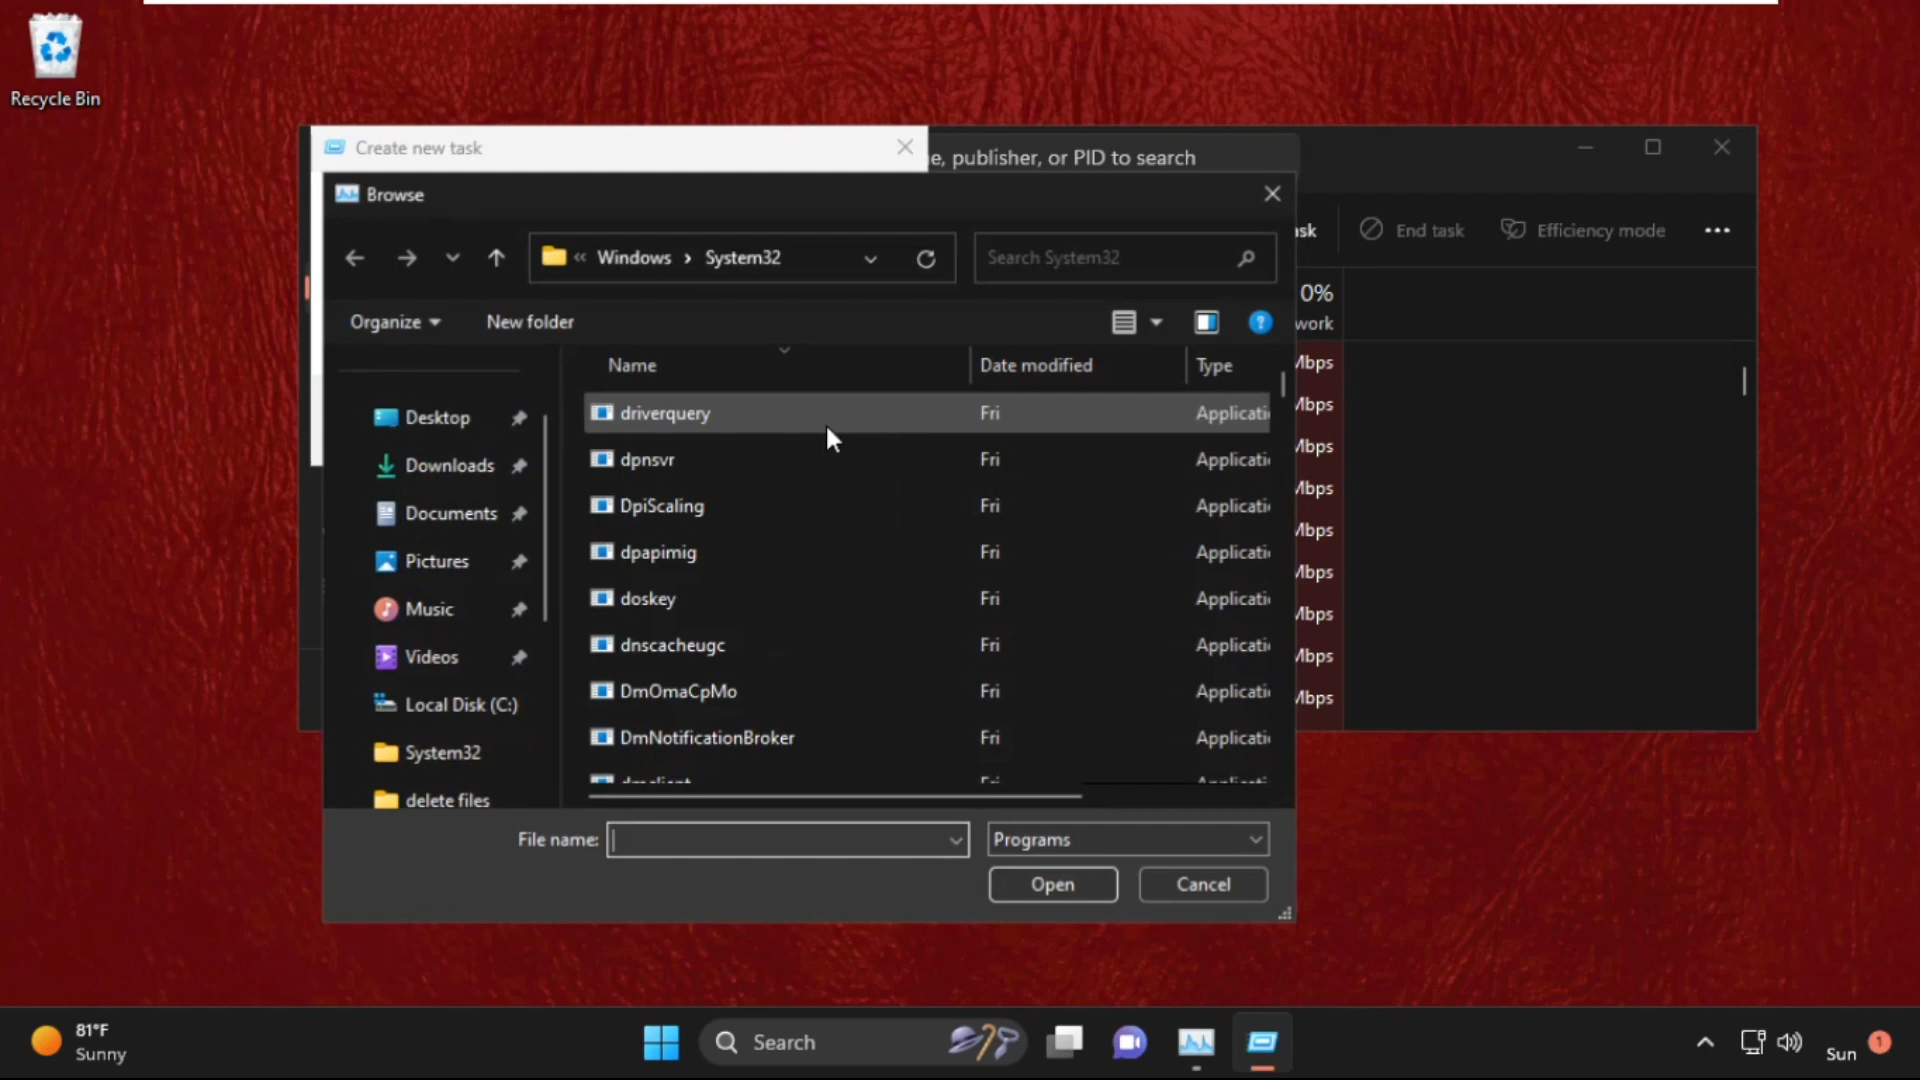 Recycle Bin
Create new task
e, publisher, or PID to search
Browse
Windows > System32
Search System32
sk
End task
Efficiency mode
Organize
New folder
0%
work
Name
Date modified
Type
Mbps
Mbps
Mbps
Mbps
Mbps
Mbps
Mbps
Mbps
Mbps
Desktop
Downloads
Documents
Pictures
Music
Videos
Local Disk (C:)
System32
delete files
driverquery Fri Applicati
dpnsvr Fri Applicati
DpiScaling Fri Applicati
dpapimig Fri Applicati
doskey Fri Applicati
dnscacheugc Fri Applicati
DmOmaCpMo Fri Applicati
DmNotificationBroker Fri Applicati
File name:
Programs
Open
Cancel
81°F
Sunny
Search
Sun
1